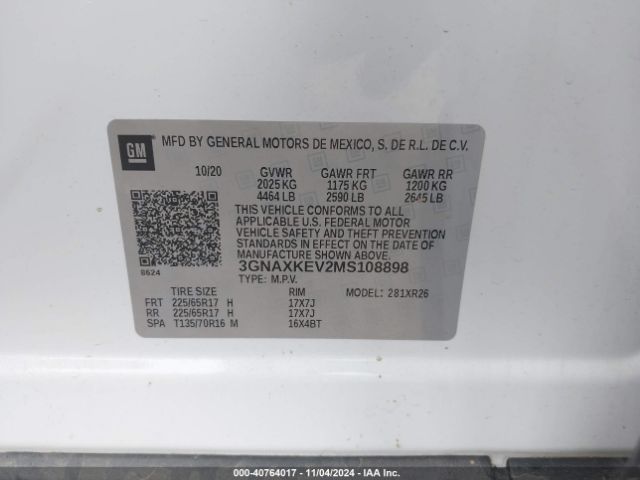 GM
MFD BY GENERAL MOTORS DE MEXICO, S. DE R.L. DE C.V.
10/20 GVWR GAWR FRT GAWR RR
2025 KG 1175 KG 1200 KG
4464 LB 2590 LB 2645 LB
THIS VEHICLE CONFORMS TO ALL
APPLICABLE U.S. FEDERAL MOTOR
VEHICLE SAFETY AND THEFT PREVENTION
STANDARDS IN EFFECT ON THE DATE OF
MANUFACTURE SHOWN ABOVE.
3GNAXKEV2MS108898
8624 TYPE: M.P.V.
TIRE SIZE RIM MODEL: 281XR26
FRT 225/65R17 H 17X7J
RR 225/65R17 H 17X7J
SPA T135/70R16 M 16X4BT
© 40764017 - 11/04/2024 - IAA, Inc.